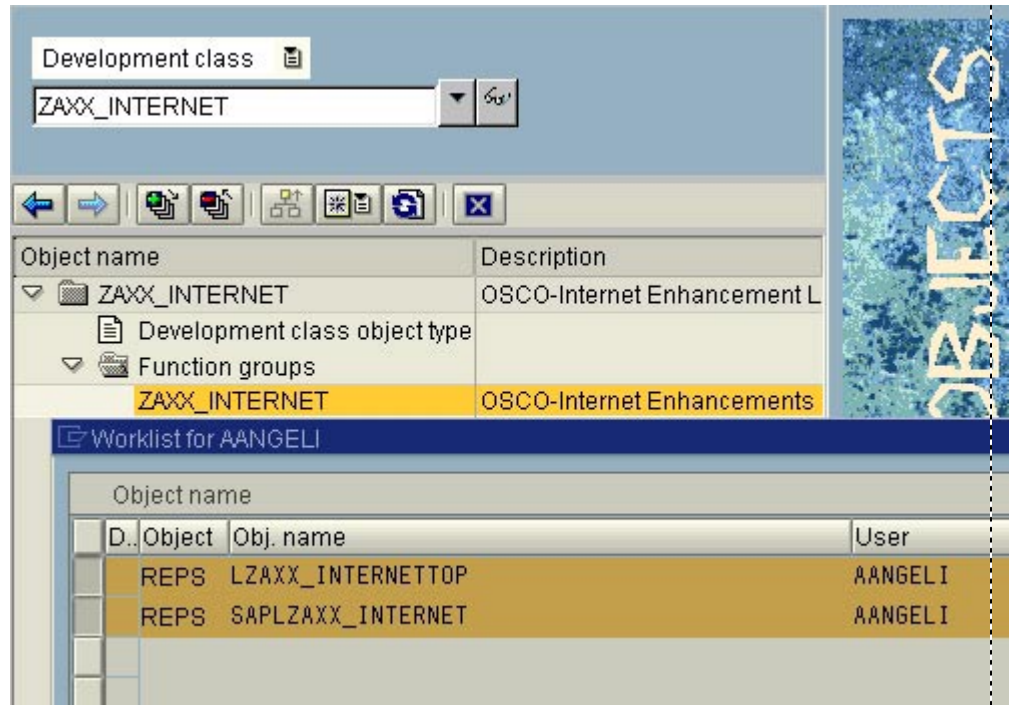 Development class
ZAXX_INTERNET
OBJECTS
Object name Description
ZAXX_INTERNET OSCO-Internet Enhancement L
Development class object type
Function groups
ZAXX_INTERNET OSCO-Internet Enhancements
Worklist for AANGELI
Object name
D.. Object Obj. name User
REPS LZAXX_INTERNETTOP AANGELI
REPS SAPLZAXX_INTERNET AANGELI